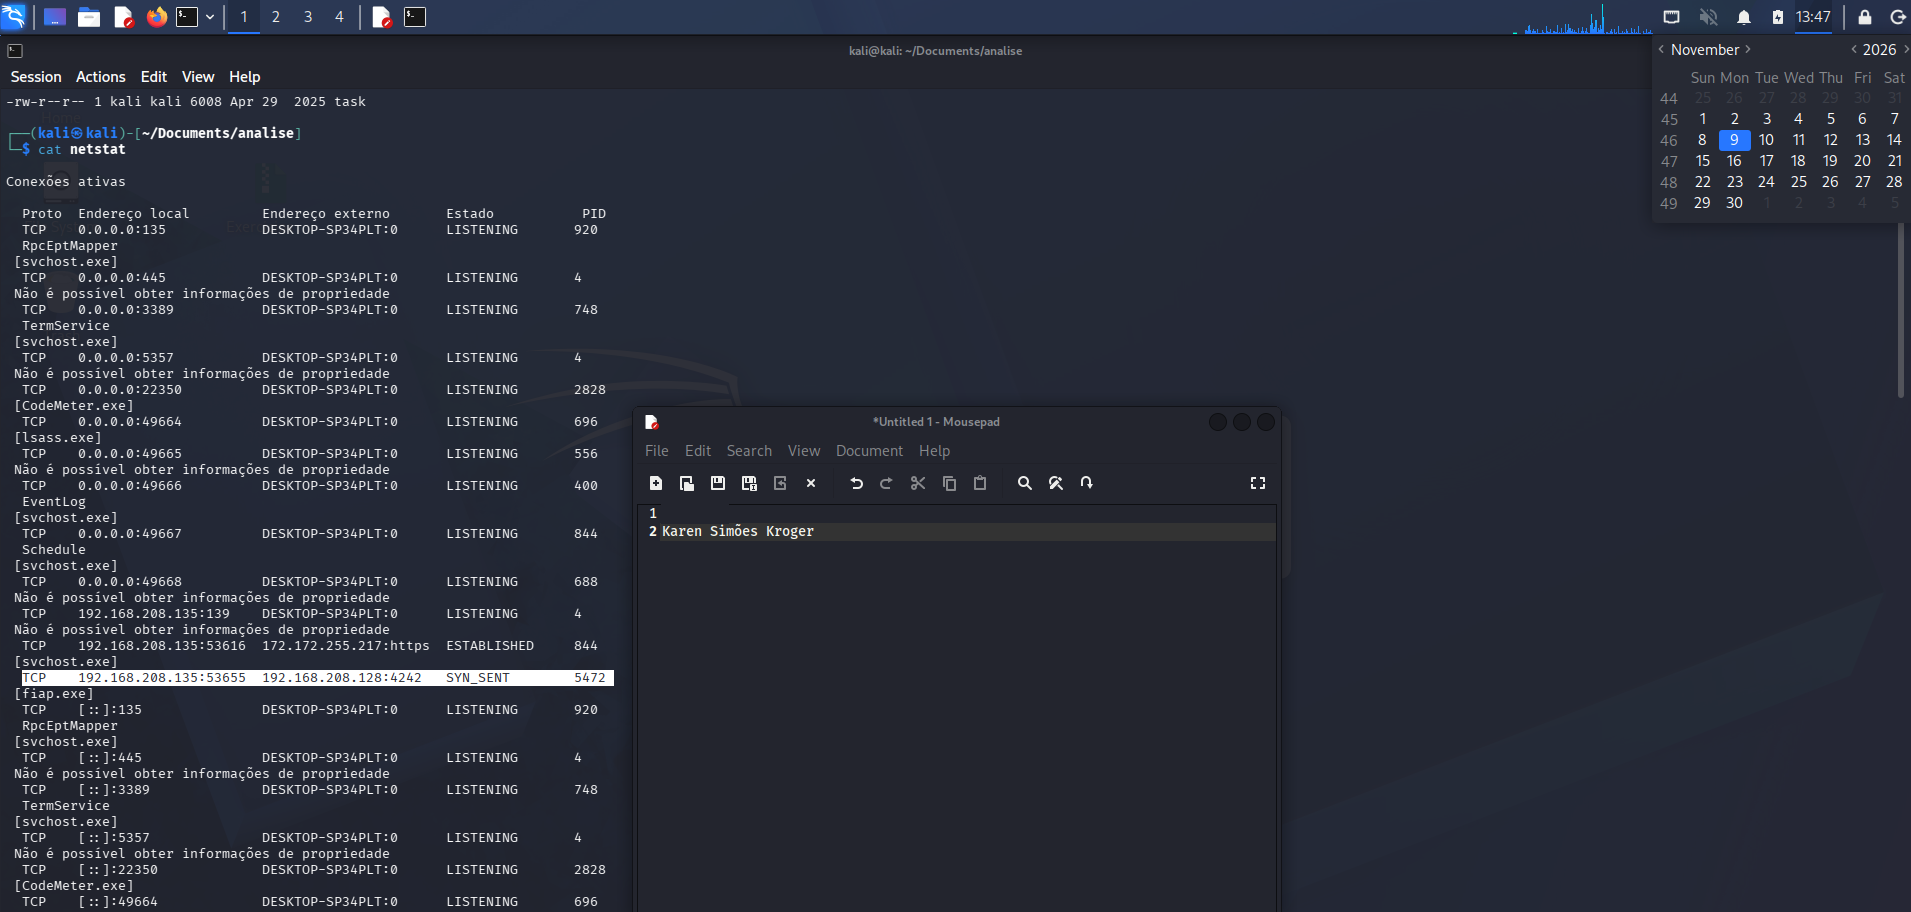 1 2 3 4 13:47
kali@kali: ~/Documents/analise
Session Actions Edit View Help
-rw-r--r-- 1 kali kali 6008 Apr 29  2025 task
┌──(kali㉿kali)-[~/Documents/analise]
└─$ cat netstat
Conexões ativas
Proto  Endereço local         Endereço externo       Estado           PID
TCP    0.0.0.0:135            DESKTOP-SP34PLT:0      LISTENING       920
RpcEptMapper
[svchost.exe]
TCP    0.0.0.0:445            DESKTOP-SP34PLT:0      LISTENING       4
Não é possível obter informações de propriedade
TCP    0.0.0.0:3389           DESKTOP-SP34PLT:0      LISTENING       748
TermService
[svchost.exe]
TCP    0.0.0.0:5357           DESKTOP-SP34PLT:0      LISTENING       4
Não é possível obter informações de propriedade
TCP    0.0.0.0:22350          DESKTOP-SP34PLT:0      LISTENING       2828
[CodeMeter.exe]
TCP    0.0.0.0:49664          DESKTOP-SP34PLT:0      LISTENING       696
[lsass.exe]
TCP    0.0.0.0:49665          DESKTOP-SP34PLT:0      LISTENING       556
Não é possível obter informações de propriedade
TCP    0.0.0.0:49666          DESKTOP-SP34PLT:0      LISTENING       400
EventLog
[svchost.exe]
TCP    0.0.0.0:49667          DESKTOP-SP34PLT:0      LISTENING       844
Schedule
[svchost.exe]
TCP    0.0.0.0:49668          DESKTOP-SP34PLT:0      LISTENING       688
Não é possível obter informações de propriedade
TCP    192.168.208.135:139    DESKTOP-SP34PLT:0      LISTENING       4
Não é possível obter informações de propriedade
TCP    192.168.208.135:53616  172.172.255.217:https  ESTABLISHED     844
[svchost.exe]
TCP    192.168.208.135:53655  192.168.208.128:4242   SYN_SENT        5472
[fiap.exe]
TCP    [::]:135               DESKTOP-SP34PLT:0      LISTENING       920
RpcEptMapper
[svchost.exe]
TCP    [::]:445               DESKTOP-SP34PLT:0      LISTENING       4
Não é possível obter informações de propriedade
TCP    [::]:3389              DESKTOP-SP34PLT:0      LISTENING       748
TermService
[svchost.exe]
TCP    [::]:5357              DESKTOP-SP34PLT:0      LISTENING       4
Não é possível obter informações de propriedade
TCP    [::]:22350             DESKTOP-SP34PLT:0      LISTENING       2828
[CodeMeter.exe]
TCP    [::]:49664             DESKTOP-SP34PLT:0      LISTENING       696
*Untitled 1 - Mousepad
File Edit Search View Document Help
1
2 Karen Simões Kroger
< November > < 2026 >
Sun Mon Tue Wed Thu Fri Sat
44 25 26 27 28 29 30 31
45 1 2 3 4 5 6 7
46 8 9 10 11 12 13 14
47 15 16 17 18 19 20 21
48 22 23 24 25 26 27 28
49 29 30 1 2 3 4 5